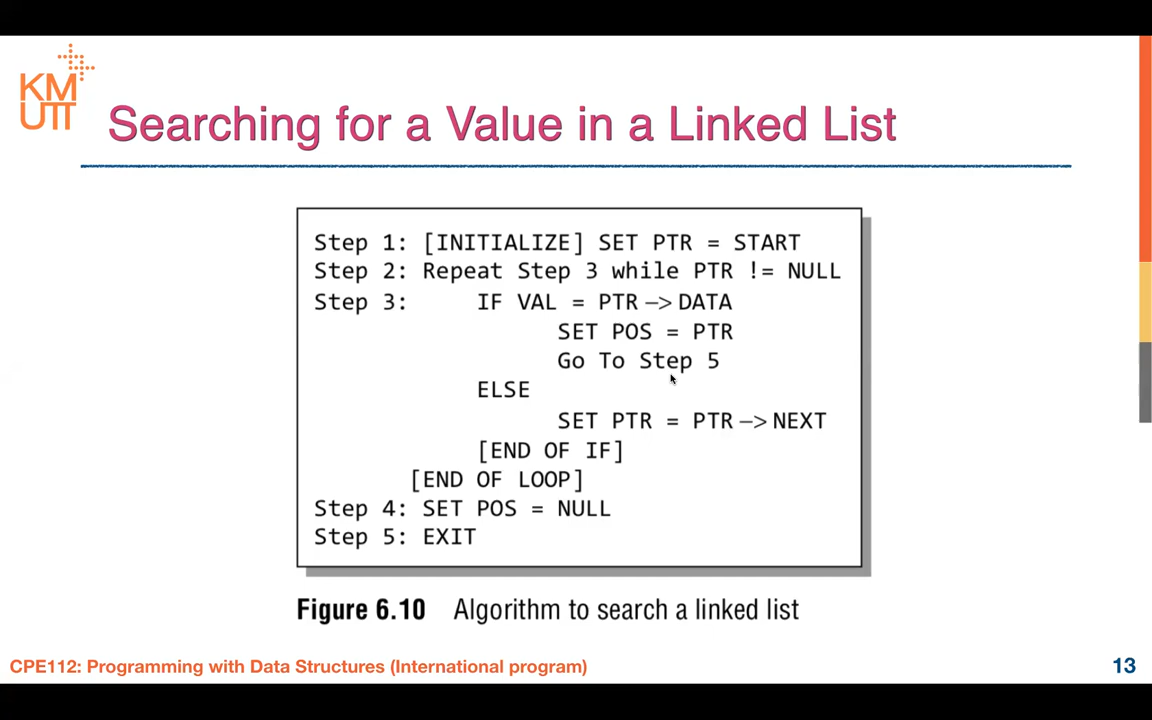 KM
UTT
Searching for a Value in a Linked List
Step 1: [INITIALIZE] SET PTR = START
Step 2: Repeat Step 3 while PTR != NULL
Step 3: IF VAL = PTR –> DATA
SET POS = PTR
Go To Step 5
ELSE
SET PTR = PTR –> NEXT
[END OF IF]
[END OF LOOP]
Step 4: SET POS = NULL
Step 5: EXIT
Figure 6.10 Algorithm to search a linked list
CPE112: Programming with Data Structures (International program)
13